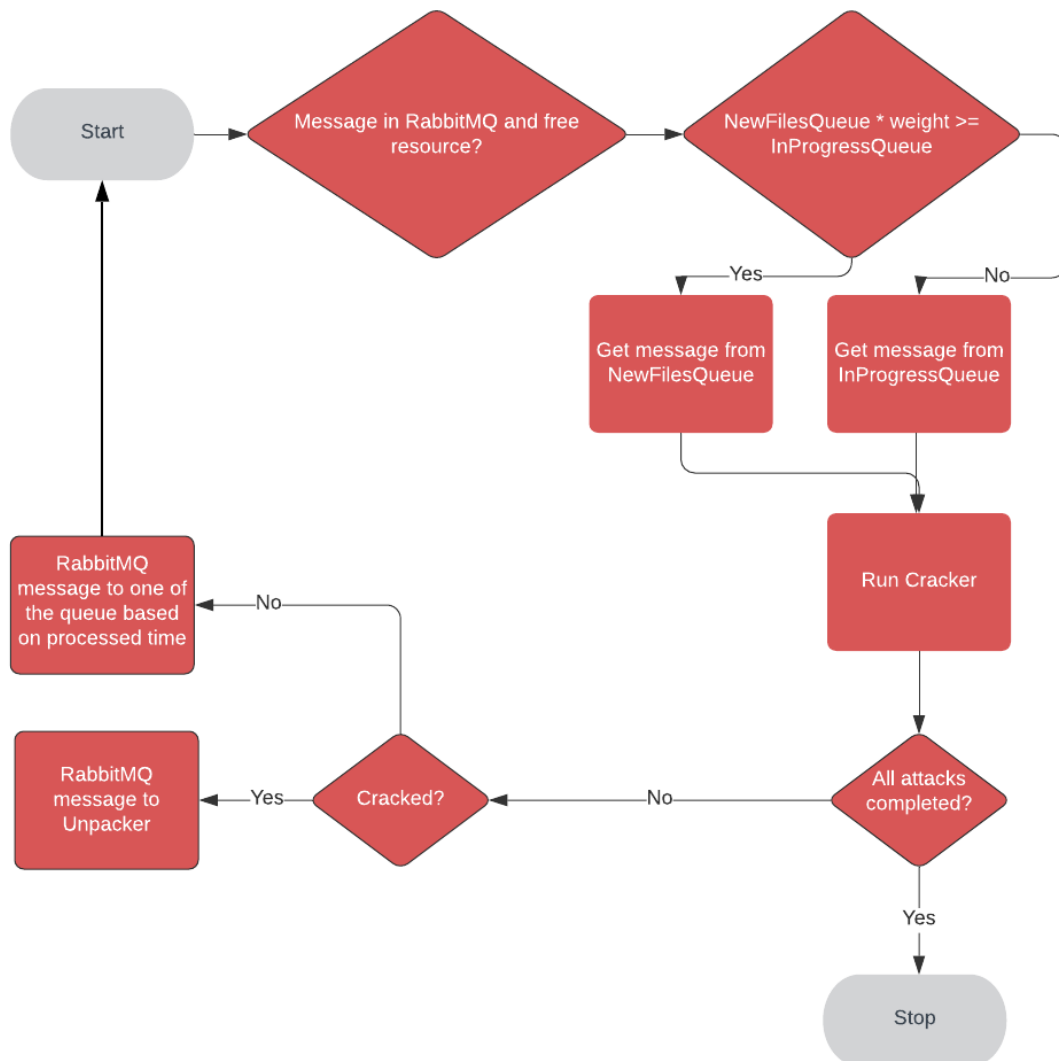 Start
Message in RabbitMQ and free
resource?
NewFilesQueue * weight >=
InProgressQueue
Yes
No
Get message from
NewFilesQueue
Get message from
InProgressQueue
Run Cracker
RabbitMQ
message to one of
the queue based
on processed time
No
All attacks
completed?
No
Cracked?
Yes
RabbitMQ
message to
Unpacker
Yes
Stop